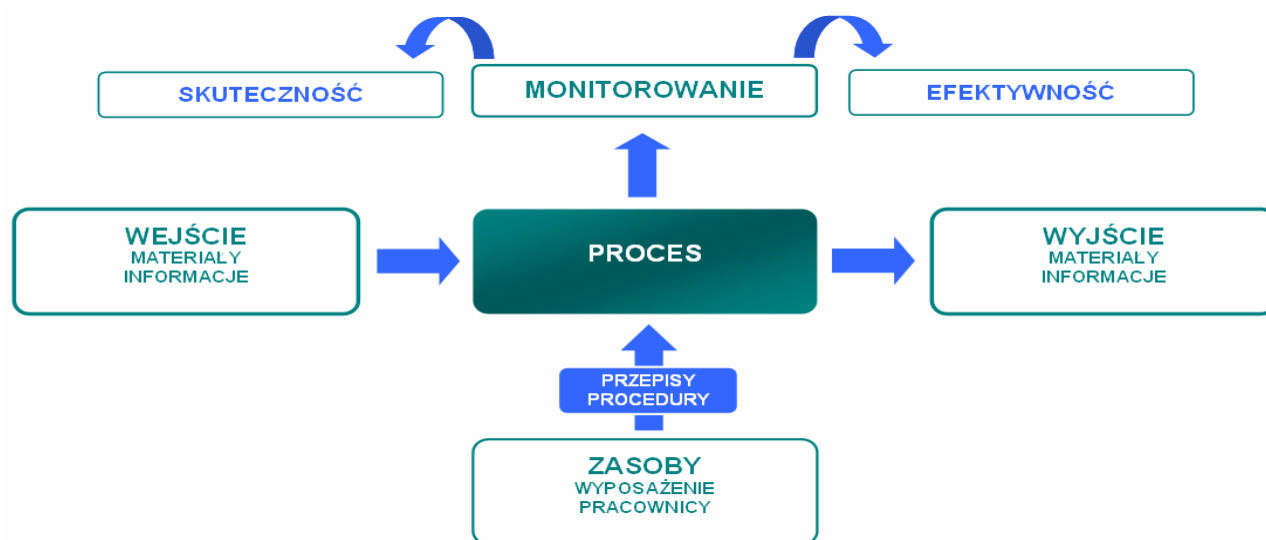 SKUTECZNOŚĆ
MONITOROWANIE
EFEKTYWNOŚĆ
WEJŚCIE
MATERIAŁY
INFORMACJE
PROCES
WYJŚCIE
MATERIAŁY
INFORMACJE
PRZEPISY
PROCEDURY
ZASOBY
WYPOSAŻENIE
PRACOWNICY